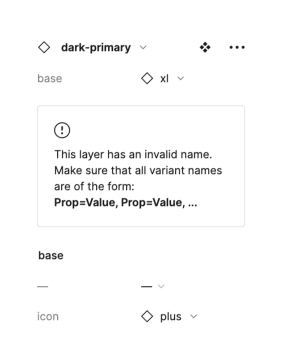 dark-primary
base xl
This layer has an invalid name.
Make sure that all variant names
are of the form:
Prop=Value, Prop=Value, ...
base
— —
icon plus